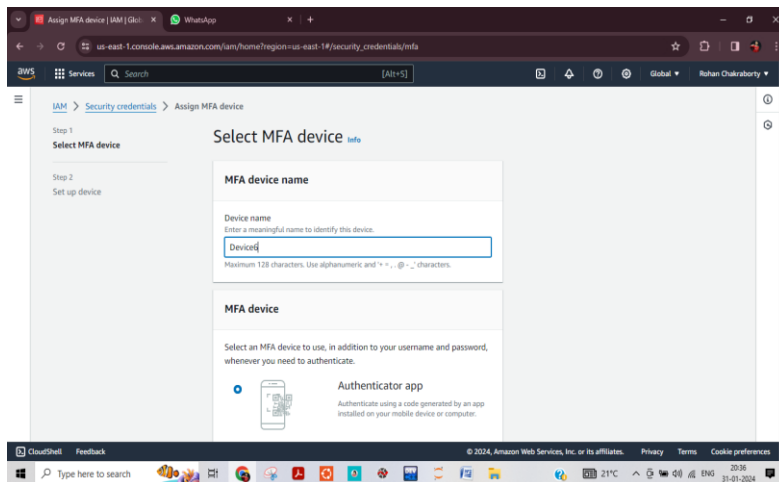 Assign MFA device | IAM | Glob
WhatsApp
us-east-1.console.aws.amazon.com/iam/home?region=us-east-1#/security_credentials/mfa
aws
Services
Search
[Alt+S]
Global
Rohan Chakraborty
IAM > Security credentials > Assign MFA device
Step 1
Select MFA device
Step 2
Set up device
Select MFA device Info
MFA device name
Device name
Enter a meaningful name to identify this device.
Device6
Maximum 128 characters. Use alphanumeric and '+ = , . @ - _' characters.
MFA device
Select an MFA device to use, in addition to your username and password,
whenever you need to authenticate.
Authenticator app
Authenticate using a code generated by an app
installed on your mobile device or computer.
CloudShell Feedback
© 2024, Amazon Web Services, Inc. or its affiliates. Privacy Terms Cookie preferences
Type here to search
21°C
ENG
20:36
31-01-2024